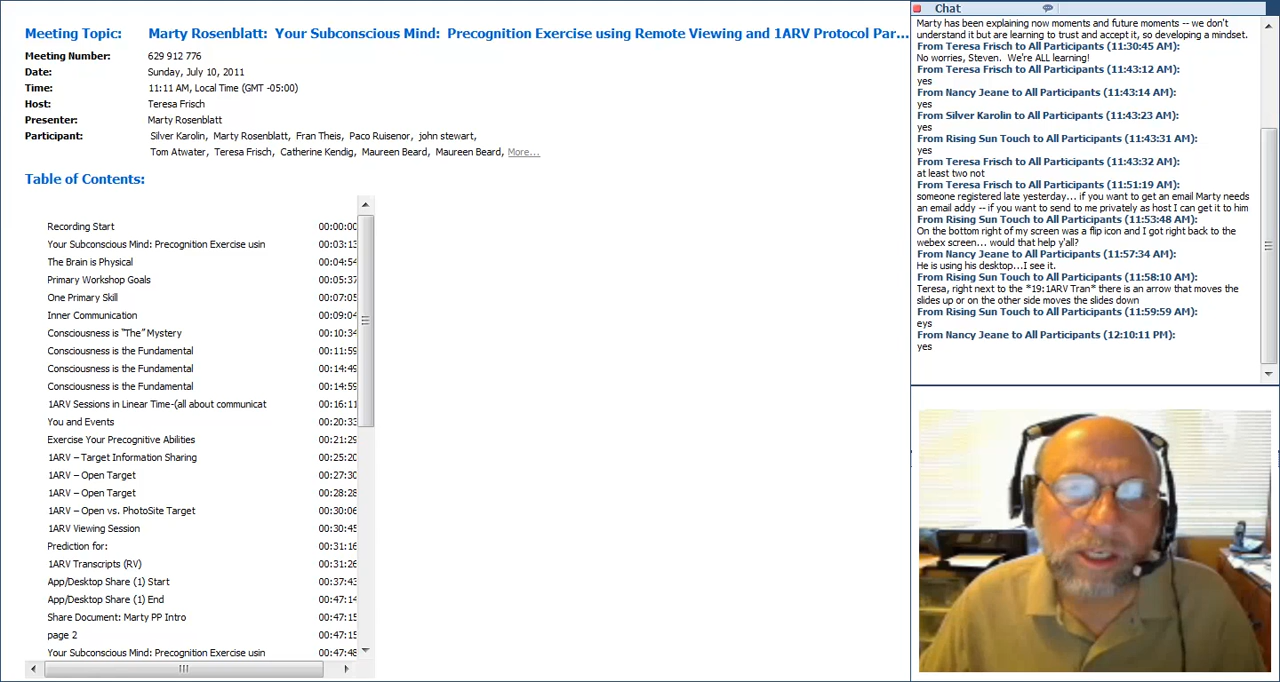 Meeting Topic: Marty Rosenblatt: Your Subconscious Mind: Precognition Exercise using Remote Viewing and 1ARV Protocol Par...
Meeting Number: 629 912 776
Date: Sunday, July 10, 2011
Time: 11:11 AM, Local Time (GMT -05:00)
Host: Teresa Frisch
Presenter: Marty Rosenblatt
Participant: Silver Karolin, Marty Rosenblatt, Fran Theis, Paco Ruisenor, john stewart,
Tom Atwater, Teresa Frisch, Catherine Kendig, Maureen Beard, Maureen Beard, More...
Table of Contents:
Recording Start 00:00:00
Your Subconscious Mind: Precognition Exercise usin 00:03:13
The Brain is Physical 00:04:54
Primary Workshop Goals 00:05:37
One Primary Skill 00:07:05
Inner Communication 00:09:04
Consciousness is "The" Mystery 00:10:34
Consciousness is the Fundamental 00:11:59
Consciousness is the Fundamental 00:14:49
Consciousness is the Fundamental 00:14:59
1ARV Sessions in Linear Time-(all about communicat 00:16:11
You and Events 00:20:33
Exercise Your Precognitive Abilities 00:21:29
1ARV – Target Information Sharing 00:25:20
1ARV – Open Target 00:27:30
1ARV – Open Target 00:28:28
1ARV – Open vs. PhotoSite Target 00:30:06
1ARV Viewing Session 00:30:45
Prediction for: 00:31:16
1ARV Transcripts (RV) 00:31:26
App/Desktop Share (1) Start 00:37:43
App/Desktop Share (1) End 00:47:14
Share Document: Marty PP Intro 00:47:15
page 2 00:47:15
Your Subconscious Mind: Precognition Exercise usin 00:47:48
Chat
Marty has been explaining now moments and future moments -- we don't
understand it but are learning to trust and accept it, so developing a mindset.
From Teresa Frisch to All Participants (11:30:45 AM):
No worries, Steven. We're ALL learning!
From Teresa Frisch to All Participants (11:43:12 AM):
yes
From Nancy Jeane to All Participants (11:43:14 AM):
yes
From Silver Karolin to All Participants (11:43:23 AM):
yes
From Rising Sun Touch to All Participants (11:43:31 AM):
yes
From Teresa Frisch to All Participants (11:43:32 AM):
at least two not
From Teresa Frisch to All Participants (11:51:19 AM):
someone registered late yesterday... if you want to get an email Marty needs
an email addy -- if you want to send to me privately as host I can get it to him
From Rising Sun Touch to All Participants (11:53:48 AM):
On the bottom right of my screen was a flip icon and I got right back to the
webex screen... would that help y'all?
From Nancy Jeane to All Participants (11:57:34 AM):
He is using his desktop...I see it.
From Rising Sun Touch to All Participants (11:58:10 AM):
Teresa, right next to the *19:1ARV Tran* there is an arrow that moves the
slides up or on the other side moves the slides down
From Rising Sun Touch to All Participants (11:59:59 AM):
eys
From Nancy Jeane to All Participants (12:10:11 PM):
yes